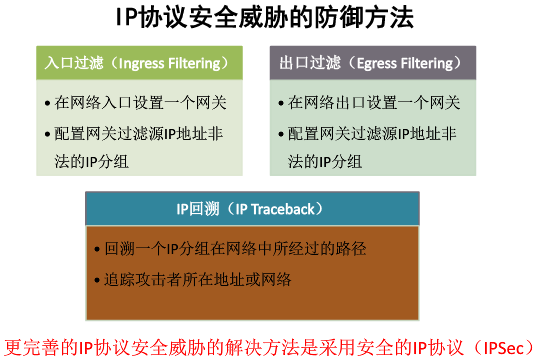 IP协议安全威胁的防御方法
入口过滤（Ingress Filtering）
• 在网络入口设置一个网关
• 配置网关过滤源IP地址非
法的IP分组
出口过滤（Egress Filtering）
• 在网络出口设置一个网关
• 配置网关过滤源IP地址非
法的IP分组
IP回溯（IP Traceback）
• 回溯一个IP分组在网络中所经过的路径
• 追踪攻击者所在地址或网络
更完善的IP协议安全威胁的解决方法是采用安全的IP协议（IPSec）